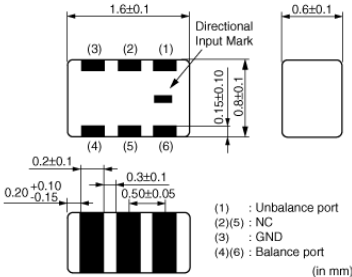 1.6±0.1
0.6±0.1
Directional
Input Mark
(3) (2) (1)
0.15±0.10
0.8±0.1
(4) (5) (6)
0.2±0.1
0.3±0.1
0.20 +0.10 -0.15
0.50±0.05
(1) : Unbalance port
(2)(5) : NC
(3) : GND
(4)(6) : Balance port
(in mm)